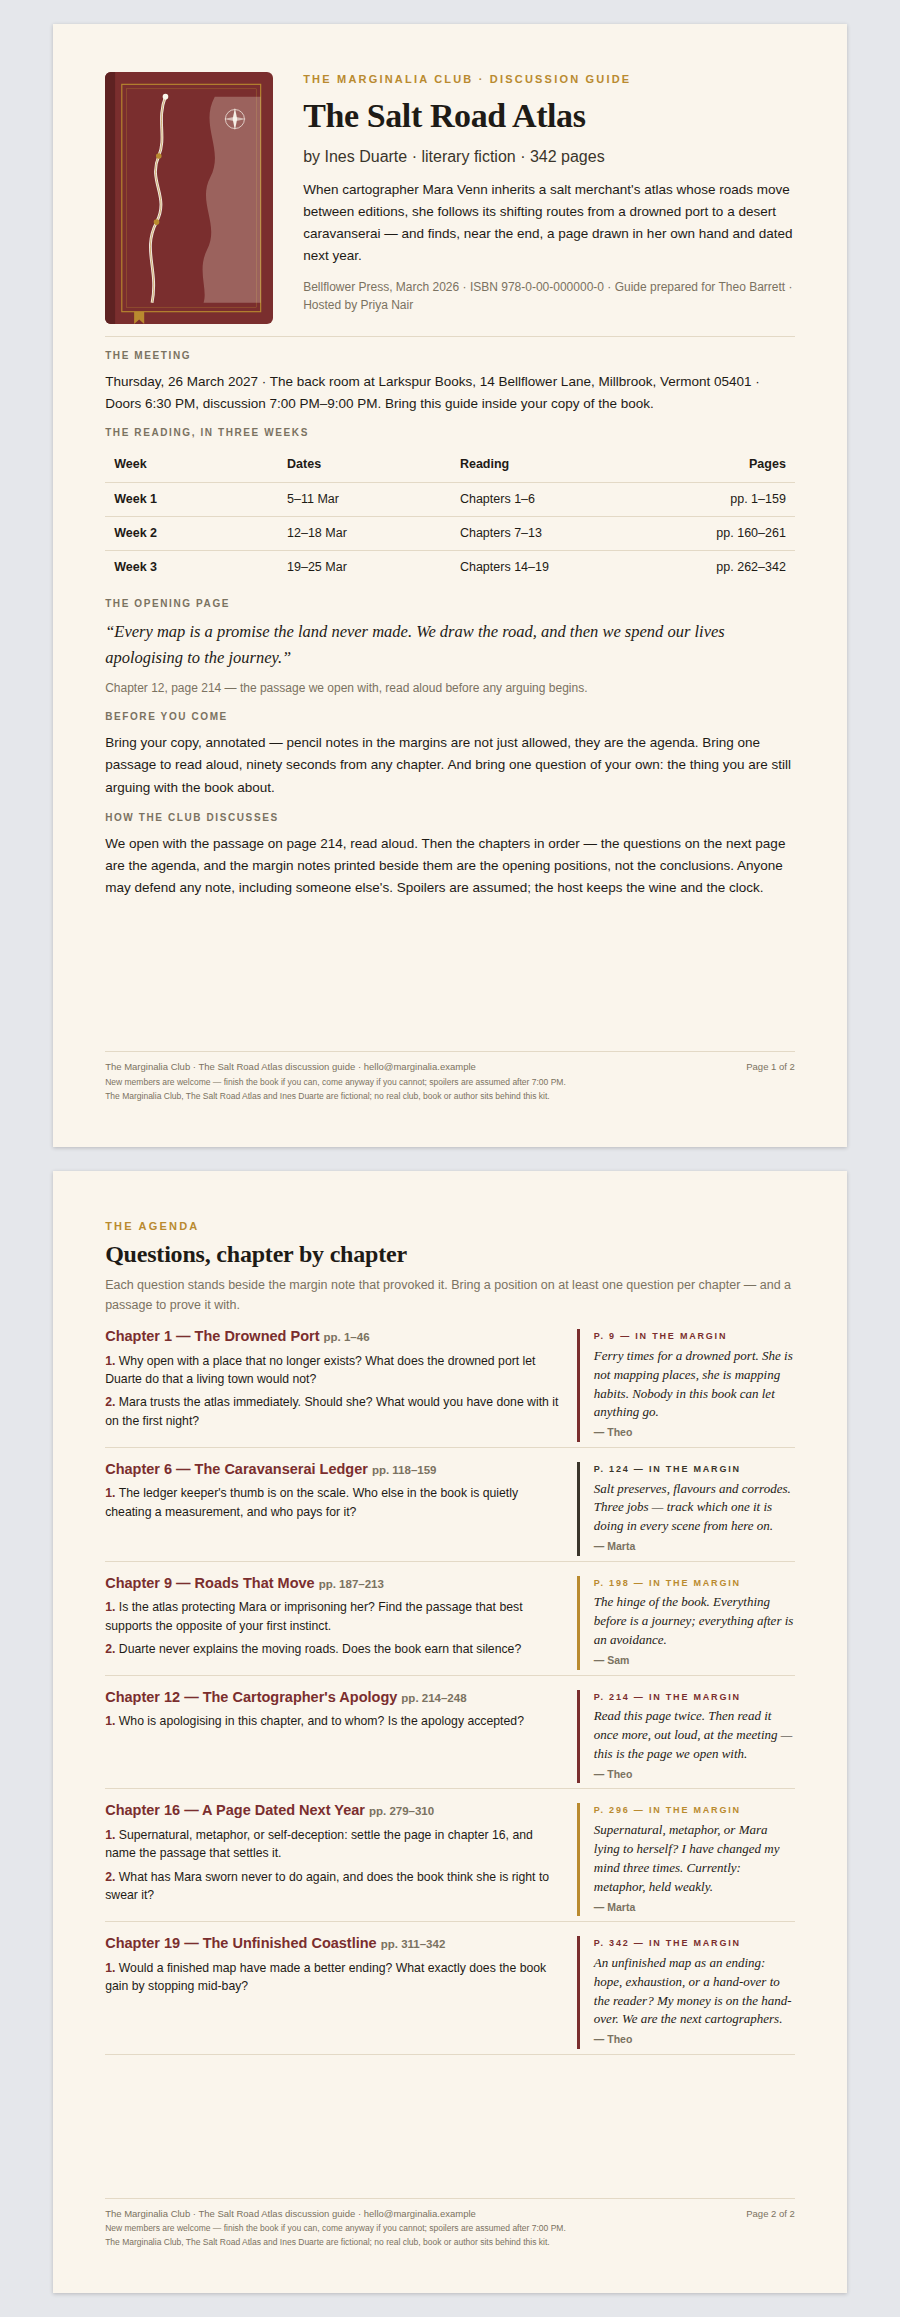 THE MARGINALIA CLUB · DISCUSSION GUIDE
The Salt Road Atlas
by Ines Duarte · literary fiction · 342 pages
When cartographer Mara Venn inherits a salt merchant's atlas whose roads move
between editions, she follows its shifting routes from a drowned port to a desert
caravanserai — and finds, near the end, a page drawn in her own hand and dated
next year.
Bellflower Press, March 2026 · ISBN 978-0-00-000000-0 · Guide prepared for Theo Barrett ·
Hosted by Priya Nair
THE MEETING
Thursday, 26 March 2027 · The back room at Larkspur Books, 14 Bellflower Lane, Millbrook, Vermont 05401 ·
Doors 6:30 PM, discussion 7:00 PM–9:00 PM. Bring this guide inside your copy of the book.
THE READING, IN THREE WEEKS
Week Dates Reading Pages
Week 1 5–11 Mar Chapters 1–6 pp. 1–159
Week 2 12–18 Mar Chapters 7–13 pp. 160–261
Week 3 19–25 Mar Chapters 14–19 pp. 262–342
THE OPENING PAGE
“Every map is a promise the land never made. We draw the road, and then we spend our lives
apologising to the journey.”
Chapter 12, page 214 — the passage we open with, read aloud before any arguing begins.
BEFORE YOU COME
Bring your copy, annotated — pencil notes in the margins are not just allowed, they are the agenda. Bring one
passage to read aloud, ninety seconds from any chapter. And bring one question of your own: the thing you are still
arguing with the book about.
HOW THE CLUB DISCUSSES
We open with the passage on page 214, read aloud. Then the chapters in order — the questions on the next page
are the agenda, and the margin notes printed beside them are the opening positions, not the conclusions. Anyone
may defend any note, including someone else's. Spoilers are assumed; the host keeps the wine and the clock.
The Marginalia Club · The Salt Road Atlas discussion guide · hello@marginalia.example Page 1 of 2
New members are welcome — finish the book if you can, come anyway if you cannot; spoilers are assumed after 7:00 PM.
The Marginalia Club, The Salt Road Atlas and Ines Duarte are fictional; no real club, book or author sits behind this kit.
THE AGENDA
Questions, chapter by chapter
Each question stands beside the margin note that provoked it. Bring a position on at least one question per chapter — and a
passage to prove it with.
Chapter 1 — The Drowned Port pp. 1–46
1. Why open with a place that no longer exists? What does the drowned port let
Duarte do that a living town would not?
2. Mara trusts the atlas immediately. Should she? What would you have done with it
on the first night?
P. 9 — IN THE MARGIN
Ferry times for a drowned port. She is
not mapping places, she is mapping
habits. Nobody in this book can let
anything go.
— Theo
Chapter 6 — The Caravanserai Ledger pp. 118–159
1. The ledger keeper's thumb is on the scale. Who else in the book is quietly
cheating a measurement, and who pays for it?
P. 124 — IN THE MARGIN
Salt preserves, flavours and corrodes.
Three jobs — track which one it is
doing in every scene from here on.
— Marta
Chapter 9 — Roads That Move pp. 187–213
1. Is the atlas protecting Mara or imprisoning her? Find the passage that best
supports the opposite of your first instinct.
2. Duarte never explains the moving roads. Does the book earn that silence?
P. 198 — IN THE MARGIN
The hinge of the book. Everything
before is a journey; everything after is
an avoidance.
— Sam
Chapter 12 — The Cartographer's Apology pp. 214–248
1. Who is apologising in this chapter, and to whom? Is the apology accepted?
P. 214 — IN THE MARGIN
Read this page twice. Then read it
once more, out loud, at the meeting —
this is the page we open with.
— Theo
Chapter 16 — A Page Dated Next Year pp. 279–310
1. Supernatural, metaphor, or self-deception: settle the page in chapter 16, and
name the passage that settles it.
2. What has Mara sworn never to do again, and does the book think she is right to
swear it?
P. 296 — IN THE MARGIN
Supernatural, metaphor, or Mara
lying to herself? I have changed my
mind three times. Currently:
metaphor, held weakly.
— Marta
Chapter 19 — The Unfinished Coastline pp. 311–342
1. Would a finished map have made a better ending? What exactly does the book
gain by stopping mid-bay?
P. 342 — IN THE MARGIN
An unfinished map as an ending:
hope, exhaustion, or a hand-over to
the reader? My money is on the hand-
over. We are the next cartographers.
— Theo
The Marginalia Club · The Salt Road Atlas discussion guide · hello@marginalia.example Page 2 of 2
New members are welcome — finish the book if you can, come anyway if you cannot; spoilers are assumed after 7:00 PM.
The Marginalia Club, The Salt Road Atlas and Ines Duarte are fictional; no real club, book or author sits behind this kit.